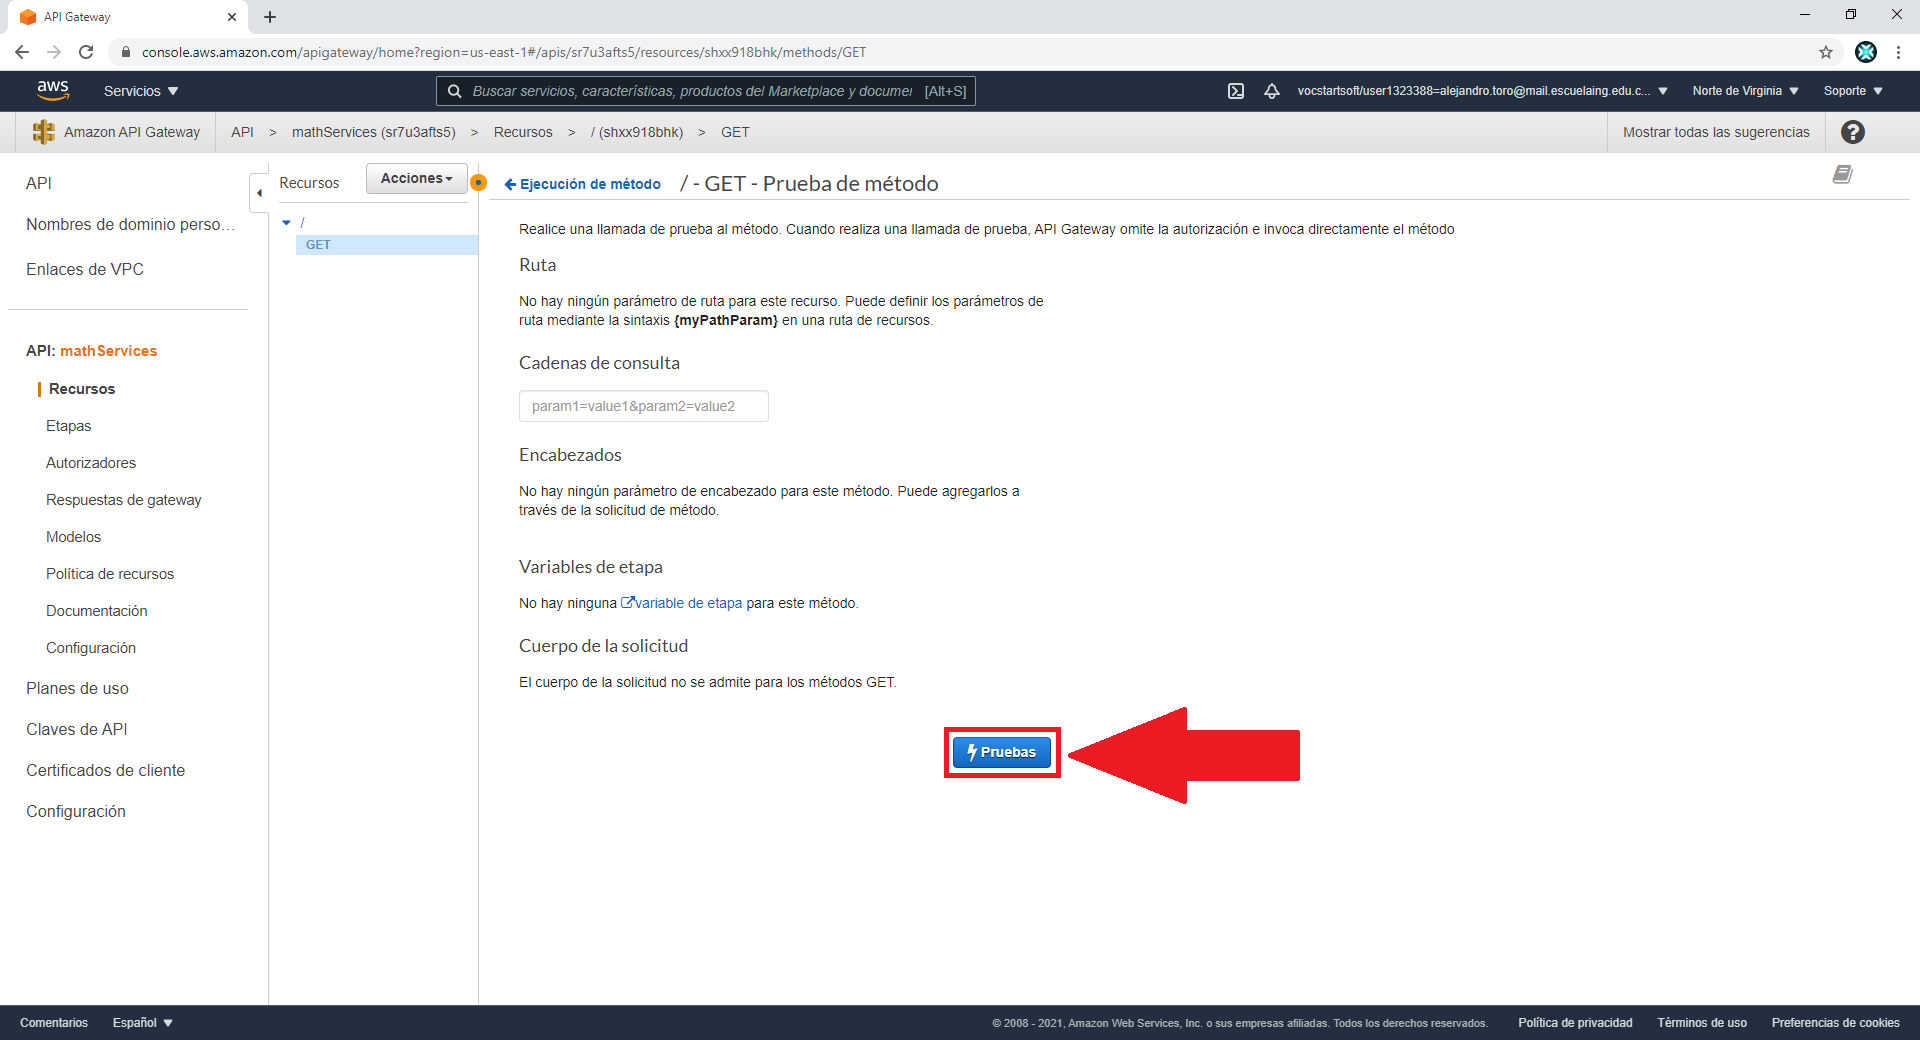 API Gateway
console.aws.amazon.com/apigateway/home?region=us-east-1#/apis/sr7u3afts5/resources/shxx918bhk/methods/GET
aws
Servicios
Buscar servicios, características, productos del Marketplace y documer [Alt+S]
vocstartsoft/user1323388=alejandro.toro@mail.escuelaing.edu.c...
Norte de Virginia
Soporte
Amazon API Gateway
API > mathServices (sr7u3afts5) > Recursos > / (shxx918bhk) > GET
Mostrar todas las sugerencias
?
API
Nombres de dominio perso...
Enlaces de VPC
API: mathServices
Recursos
Etapas
Autorizadores
Respuestas de gateway
Modelos
Política de recursos
Documentación
Configuración
Planes de uso
Claves de API
Certificados de cliente
Configuración
Recursos
Acciones
/
GET
Ejecución de método
/ - GET - Prueba de método
Realice una llamada de prueba al método. Cuando realiza una llamada de prueba, API Gateway omite la autorización e invoca directamente el método
Ruta
No hay ningún parámetro de ruta para este recurso. Puede definir los parámetros de
ruta mediante la sintaxis {myPathParam} en una ruta de recursos.
Cadenas de consulta
param1=value1&param2=value2
Encabezados
No hay ningún parámetro de encabezado para este método. Puede agregarlos a
través de la solicitud de método.
Variables de etapa
No hay ninguna variable de etapa para este método.
Cuerpo de la solicitud
El cuerpo de la solicitud no se admite para los métodos GET.
Pruebas
Comentarios
Español
© 2008 - 2021, Amazon Web Services, Inc. o sus empresas afiliadas. Todos los derechos reservados.
Política de privacidad
Términos de uso
Preferencias de cookies